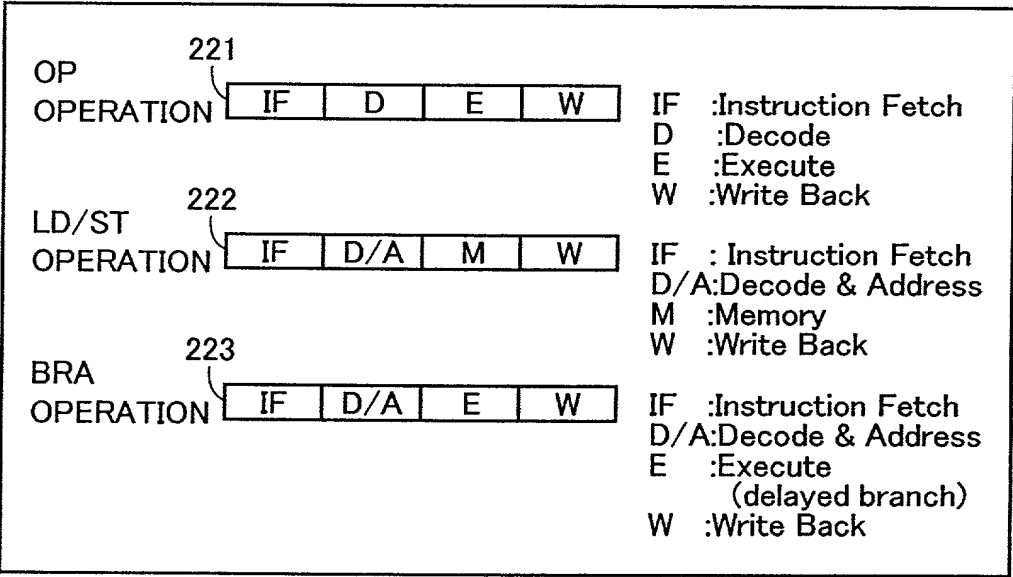 221
OP
OPERATION IF D E W
IF :Instruction Fetch
D :Decode
E :Execute
W :Write Back
222
LD/ST
OPERATION IF D/A M W
IF : Instruction Fetch
D/A:Decode & Address
M :Memory
W :Write Back
223
BRA
OPERATION IF D/A E W
IF :Instruction Fetch
D/A:Decode & Address
E :Execute
(delayed branch)
W :Write Back